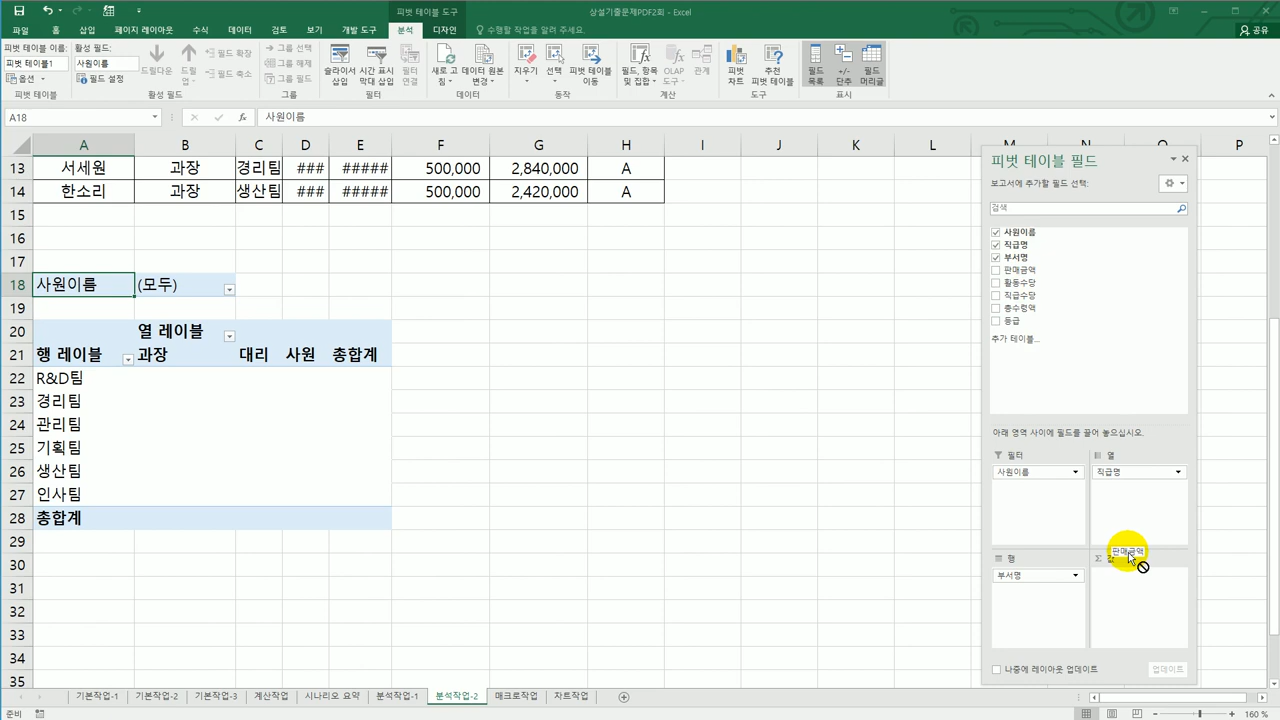 피벗 테이블 도구
상설기출문제PDF2회 - Excel
파일 홈 삽입 페이지 레이아웃 수식 데이터 검토 보기 개발 도구 분석 디자인 수행할 작업을 알려 주세요. 공유
피벗 테이블 이름: 활성 필드:
피벗 테이블1 사원이름
옵션 필드 설정
드릴다운 드릴업
필드 확장
필드 축소
그룹 선택
그룹 해제
그룹 필드
슬라이서 삽입
시간 표시 막대 삽입
필터 연결
새로 고침
데이터 원본 변경
지우기
선택
피벗 테이블 이동
필드, 항목 및 집합
OLAP 도구
관계
피벗 차트
추천 피벗 테이블
필드 목록
+/- 단추
필드 머리글
피벗 테이블 활성 필드 그룹 필터 데이터 동작 계산 도구 표시
A18 fx 사원이름
A B C D E F G H I J K L M N O P
13 서세원 과장 경리팀 ### ##### 500,000 2,840,000 A
14 한소리 과장 생산팀 ### ##### 500,000 2,420,000 A
15
16
17
18 사원이름 (모두)
19
20 열 레이블
21 행 레이블 과장 대리 사원 총합계
22 R&D팀
23 경리팀
24 관리팀
25 기획팀
26 생산팀
27 인사팀
28 총합계
29
30
31
32
33
34
35
피벗 테이블 필드
보고서에 추가할 필드 선택:
검색
사원이름
직급명
부서명
판매금액
활동수당
직급수당
총수령액
등급
추가 테이블...
아래 영역 사이에 필드를 끌어 놓으십시오.
필터 열
사원이름 직급명
판매금액
행 Σ 값
부서명
나중에 레이아웃 업데이트 업데이트
기본작업-1 기본작업-2 기본작업-3 계산작업 시나리오 요약 분석작업-1 분석작업-2 매크로작업 차트작업
준비 160 %